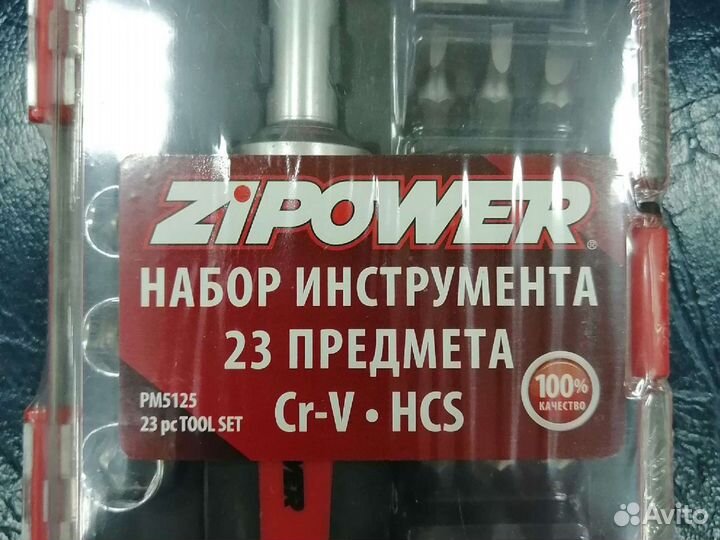 ZIPOWER®
НАБОР ИНСТРУМЕНТА
23 ПРЕДМЕТА
Cr-V • HCS
PM5125
23 pc TOOL SET
100%
КАЧЕСТВО
Avito